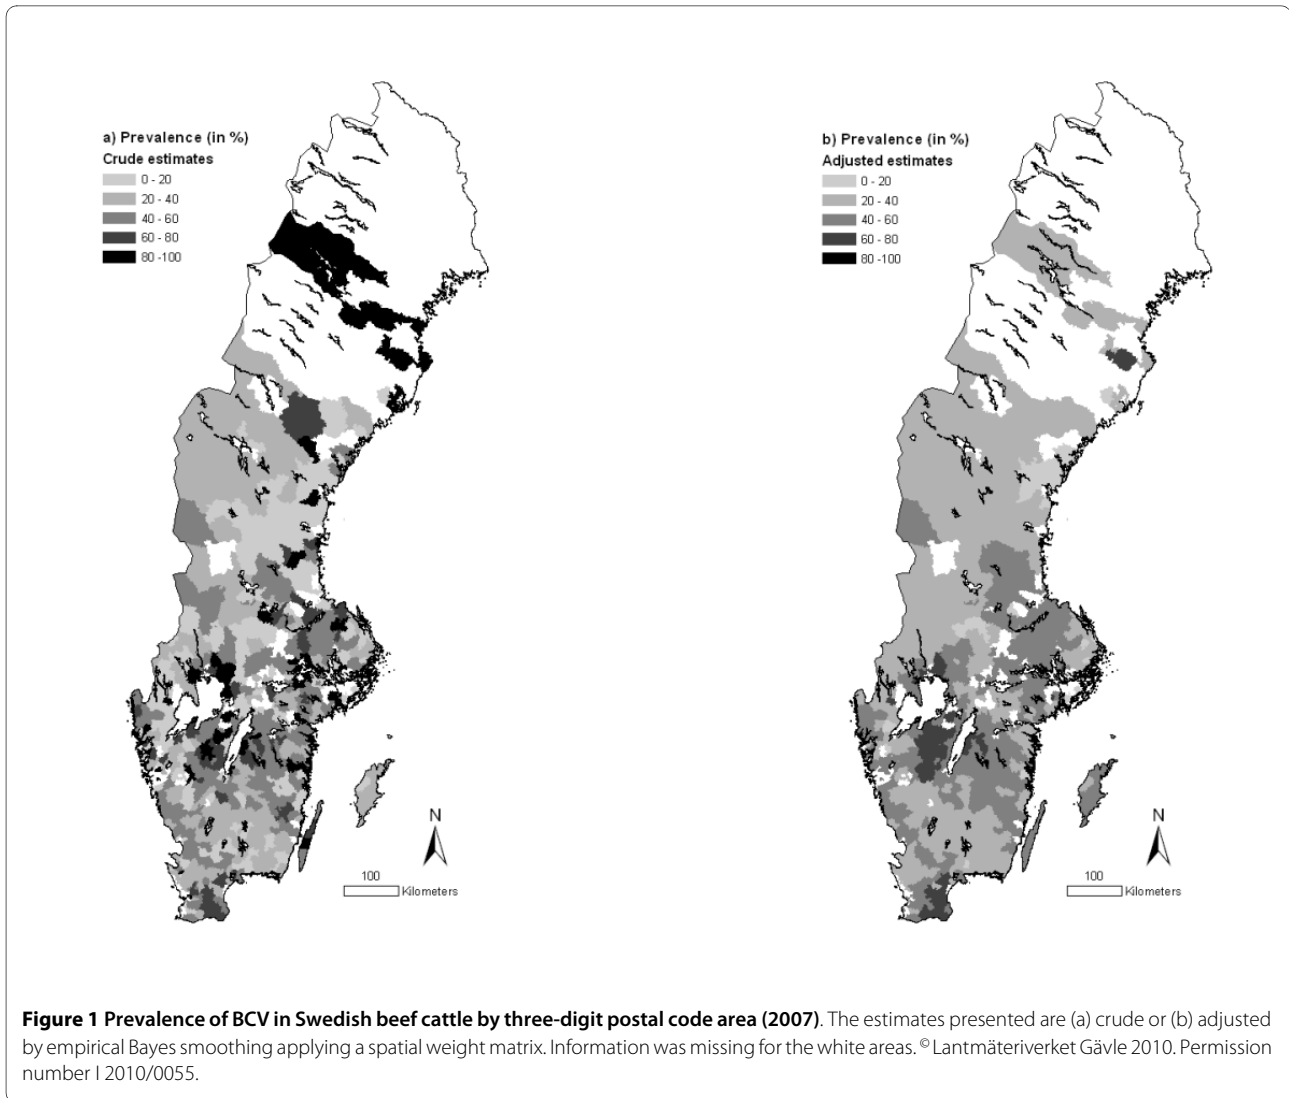 a) Prevalence (in %)
Crude estimates
0 - 20
20 - 40
40 - 60
60 - 80
80 -100
N
100
Kilometers
b) Prevalence (in %)
Adjusted estimates
0 - 20
20 - 40
40 - 60
60 - 80
80 -100
N
100
Kilometers
Figure 1 Prevalence of BCV in Swedish beef cattle by three-digit postal code area (2007). The estimates presented are (a) crude or (b) adjusted
by empirical Bayes smoothing applying a spatial weight matrix. Information was missing for the white areas. © Lantmäteriverket Gävle 2010. Permission
number I 2010/0055.